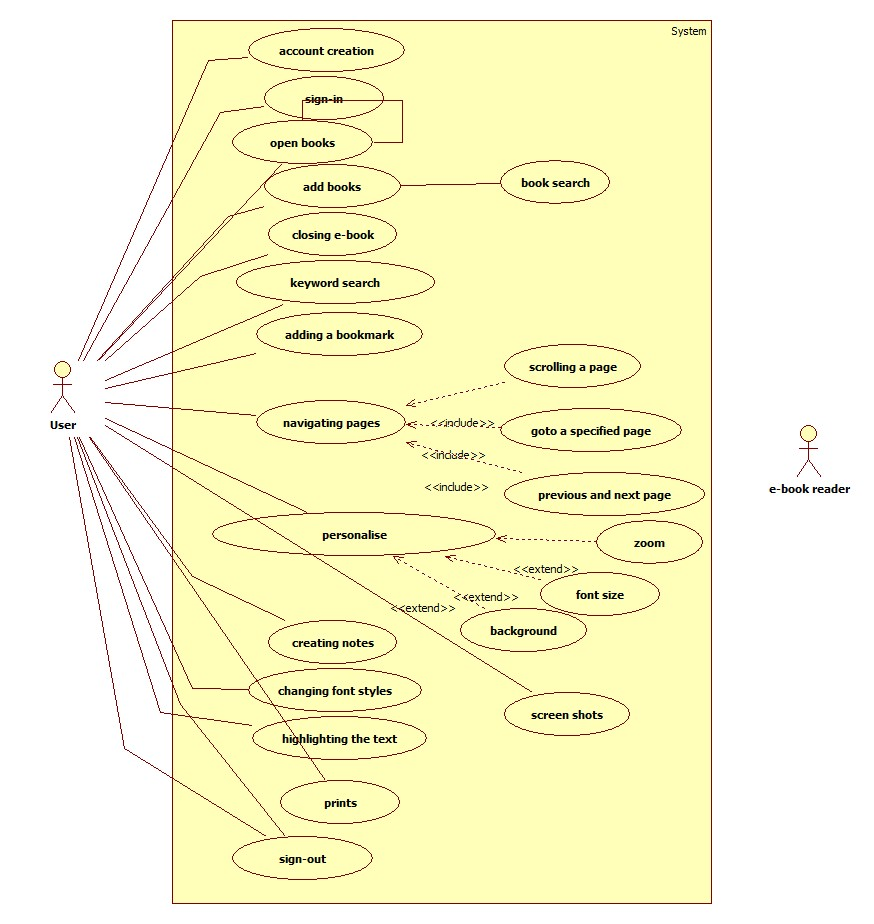 System
account creation
sign-in
open books
add books
book search
closing e-book
keyword search
adding a bookmark
scrolling a page
User
navigating pages
<<include>>
goto a specified page
<<include>>
<<include>>
previous and next page
e-book reader
personalise
zoom
<<extend>>
font size
<<extend>>
<<extend>>
background
creating notes
changing font styles
screen shots
highlighting the text
prints
sign-out